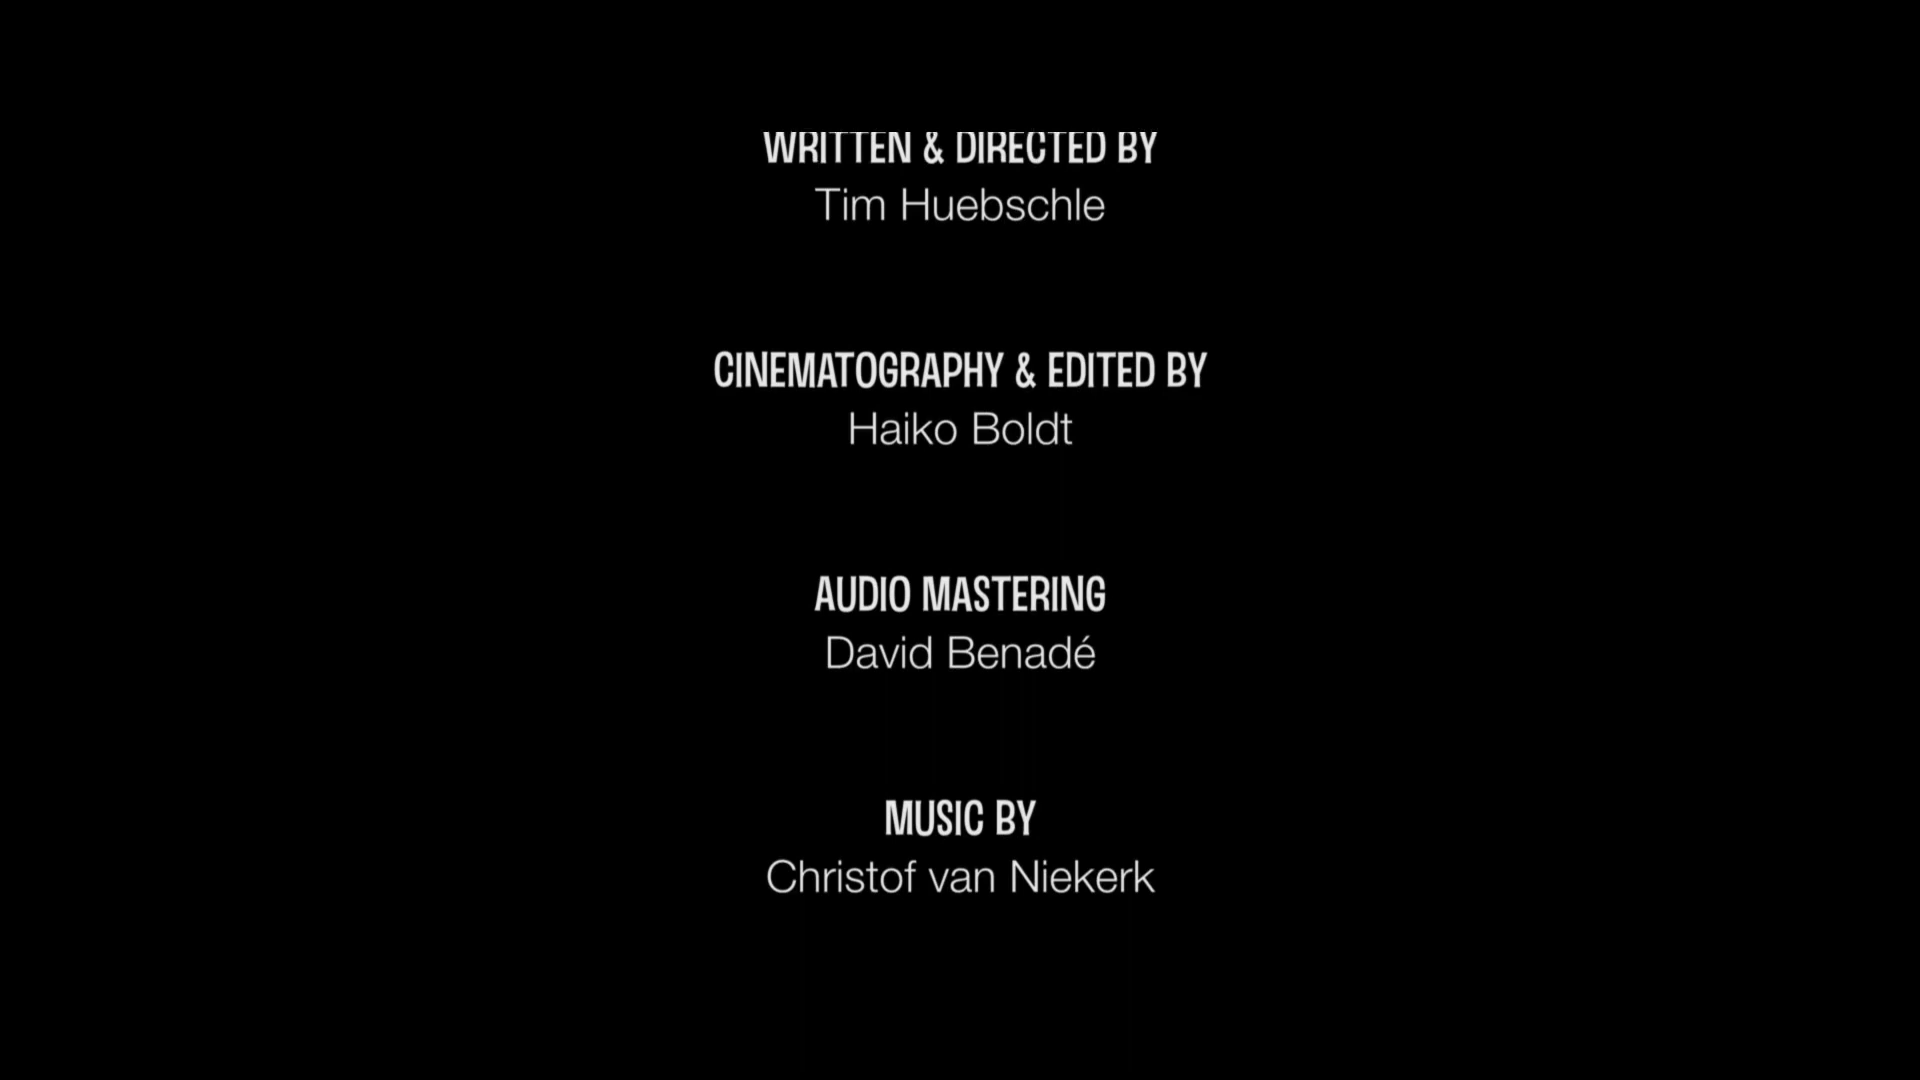 WRITTEN & DIRECTED BY
Tim Huebschle
CINEMATOGRAPHY & EDITED BY
Haiko Boldt
AUDIO MASTERING
David Benadé
MUSIC BY
Christof van Niekerk